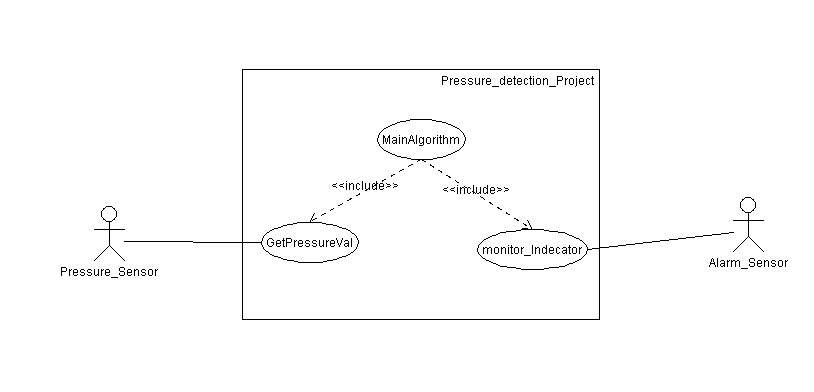 Pressure_detection_Project
MainAlgorithm
<<include>>
<<include>>
GetPressureVal
monitor_Indecator
Pressure_Sensor
Alarm_Sensor